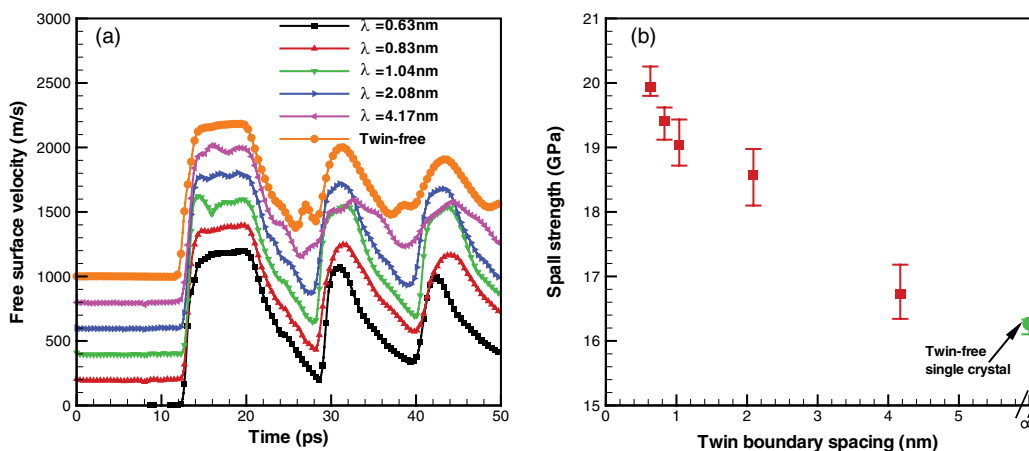 (a)
λ =0.63nm
λ =0.83nm
λ =1.04nm
λ =2.08nm
λ =4.17nm
Twin-free
Free surface velocity (m/s)
3000
2500
2000
1500
1000
500
0
0 10 20 30 40 50
Time (ps)
(b)
Spall strength (GPa)
21
20
19
18
17
16
15
Twin-free
single crystal
0 1 2 3 4 5 ∞
Twin boundary spacing (nm)